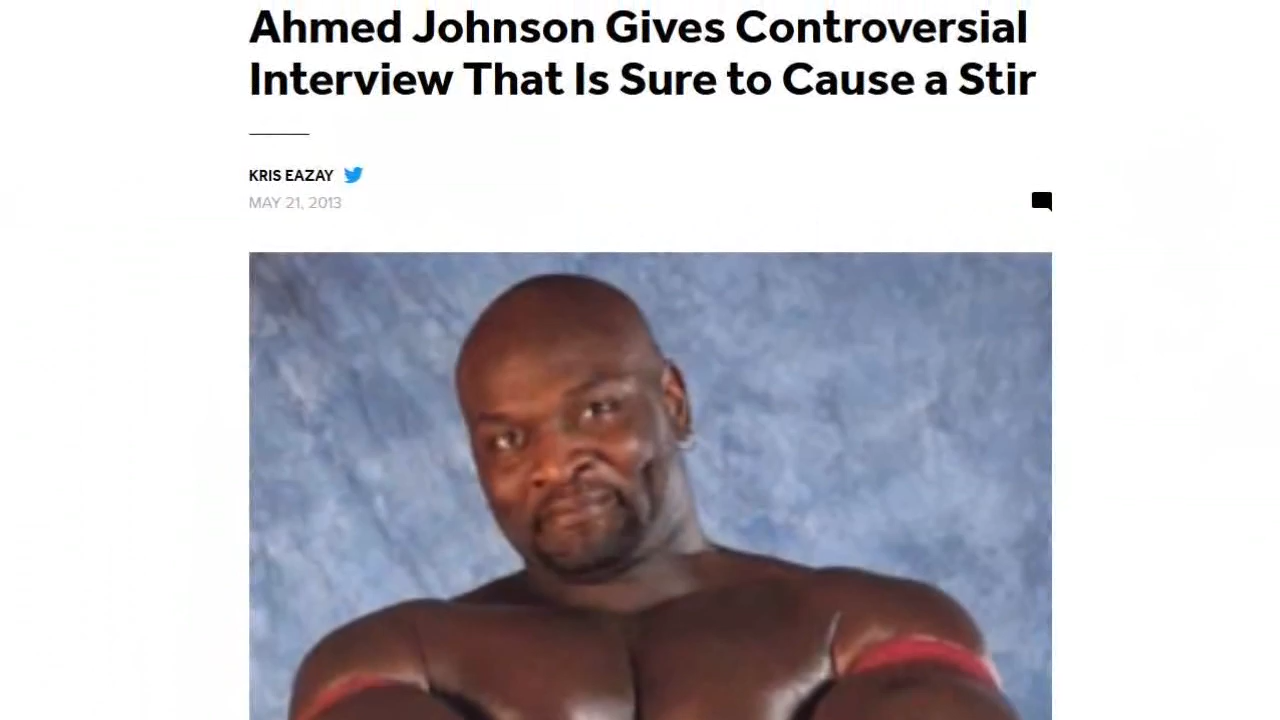 Ahmed Johnson Gives Controversial
Interview That Is Sure to Cause a Stir
KRIS EAZAY
MAY 21, 2013